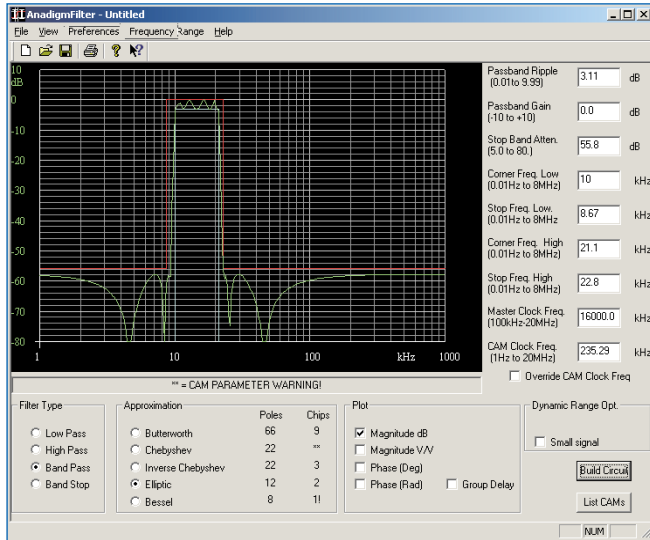 AnadigmFilter - Untitled
File View Preferences Frequency Range Help
10
dB
0
-10
-20
-30
-40
-50
-60
-70
-80
1 10 100 kHz 1000
Passband Ripple
(0.01to 9.99)
3.11 dB
Passband Gain
(-10 to +10)
0.0 dB
Stop Band Atten.
(5.0 to 80.)
55.8 dB
Corner Freq. Low
(0.01Hz to 8MHz)
10 kHz
Stop Freq. Low.
(0.01Hz to 8MHz
8.67 kHz
Corner Freq. High
(0.01Hz to 8MHz)
21.1 kHz
Stop Freq. High
(0.01Hz to 8MHz)
22.8 kHz
Master Clock Freq.
(100kHz-20MHz)
16000.0 kHz
CAM Clock Freq.
(1Hz to 20MHz)
235.29 kHz
Override CAM Clock Freq
** = CAM PARAMETER WARNING!
Filter Type
Low Pass
High Pass
Band Pass
Band Stop
Approximation Poles Chips
Butterworth 66 9
Chebyshev 22 **
Inverse Chebyshev 22 3
Elliptic 12 2
Bessel 8 1!
Plot
Magnitude dB
Magnitude V/V
Phase (Deg)
Phase (Rad) Group Delay
Dynamic Range Opt.
Small signal
Build Circuit
List CAMs
NUM